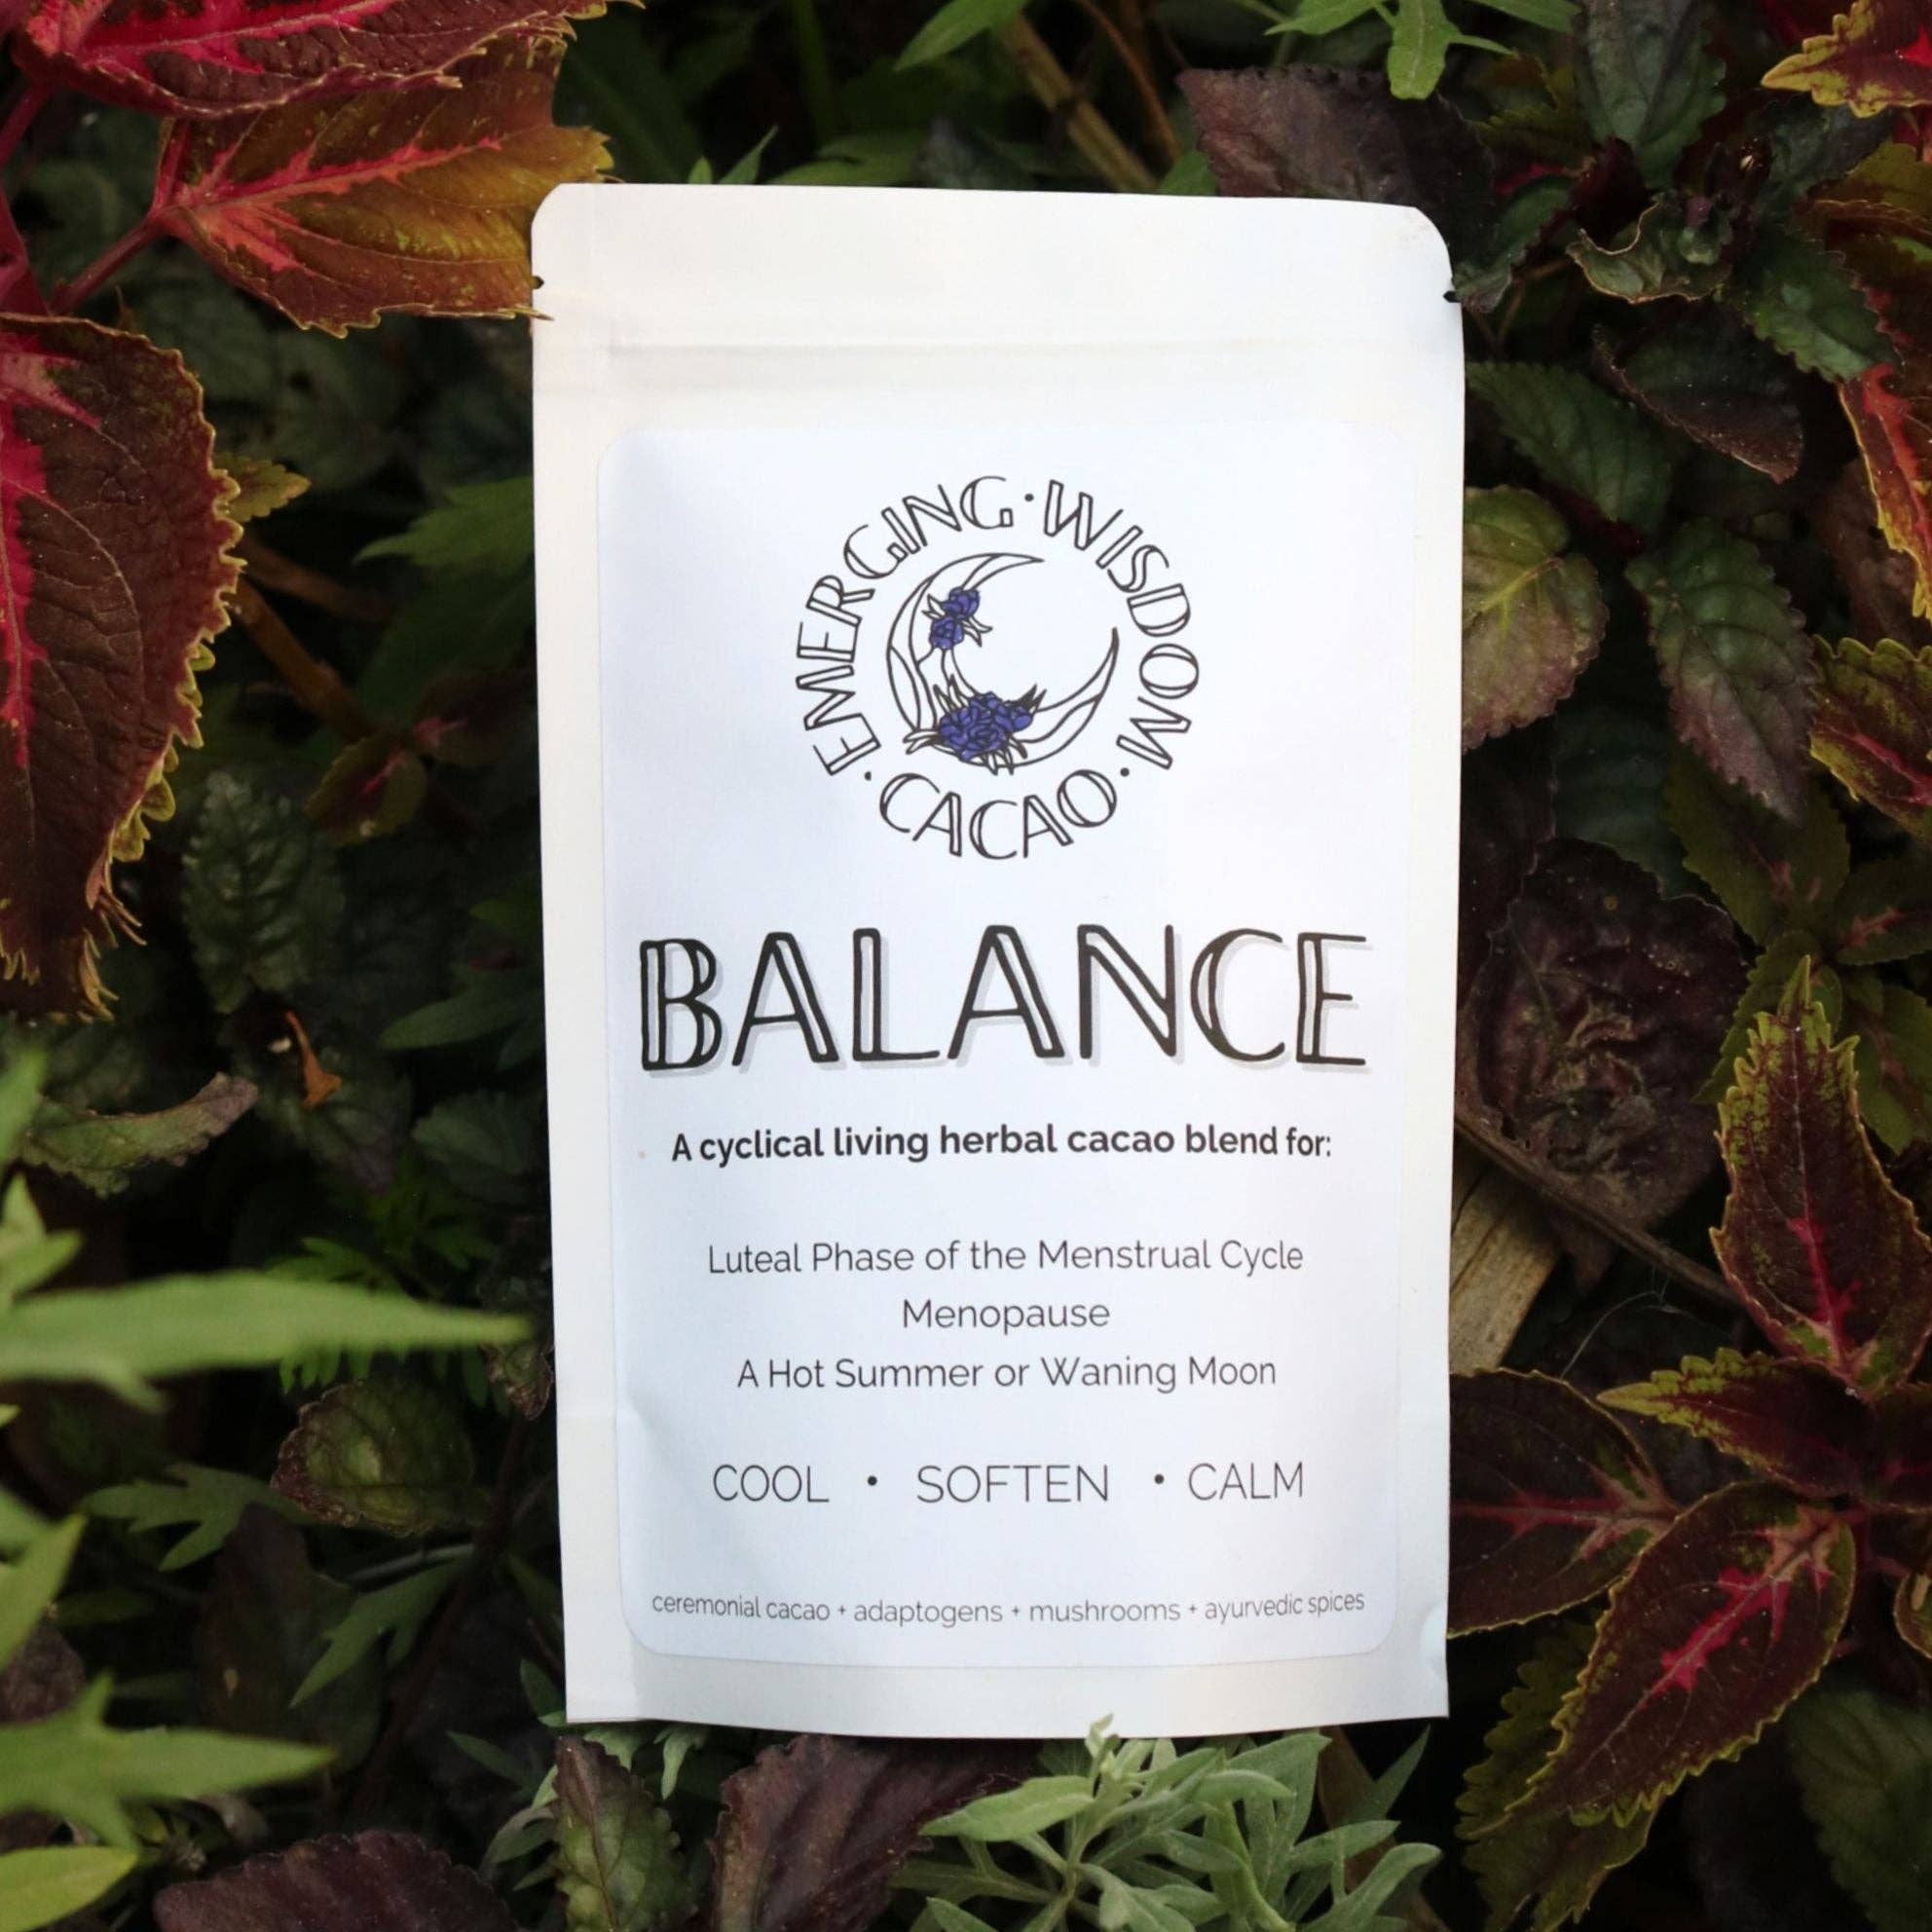 EMERGING · WISDOM · CACAO ·
BALANCE
A cyclical living herbal cacao blend for:
Luteal Phase of the Menstrual Cycle
Menopause
A Hot Summer or Waning Moon
COOL • SOFTEN • CALM
ceremonial cacao + adaptogens + mushrooms + ayurvedic spices